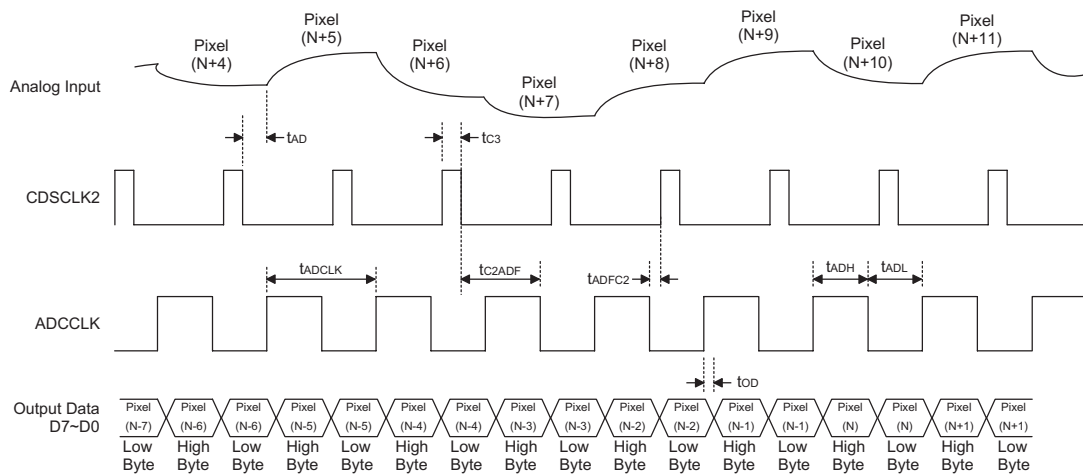 Pixel
(N+4)
Pixel
(N+5)
Pixel
(N+6)
Pixel
(N+7)
Pixel
(N+8)
Pixel
(N+9)
Pixel
(N+10)
Pixel
(N+11)
Analog Input
tAD
tC3
CDSCLK2
tADCLK
tC2ADF
tADFC2
tADH
tADL
ADCCLK
tOD
Output Data
D7~D0
Pixel Pixel Pixel Pixel Pixel Pixel Pixel Pixel Pixel Pixel Pixel Pixel Pixel Pixel Pixel Pixel Pixel
(N-7) (N-6) (N-6) (N-5) (N-5) (N-4) (N-4) (N-3) (N-3) (N-2) (N-2) (N-1) (N-1) (N) (N) (N+1) (N+1)
Low High Low High Low High Low High Low High Low High Low High Low High Low
Byte Byte Byte Byte Byte Byte Byte Byte Byte Byte Byte Byte Byte Byte Byte Byte Byte